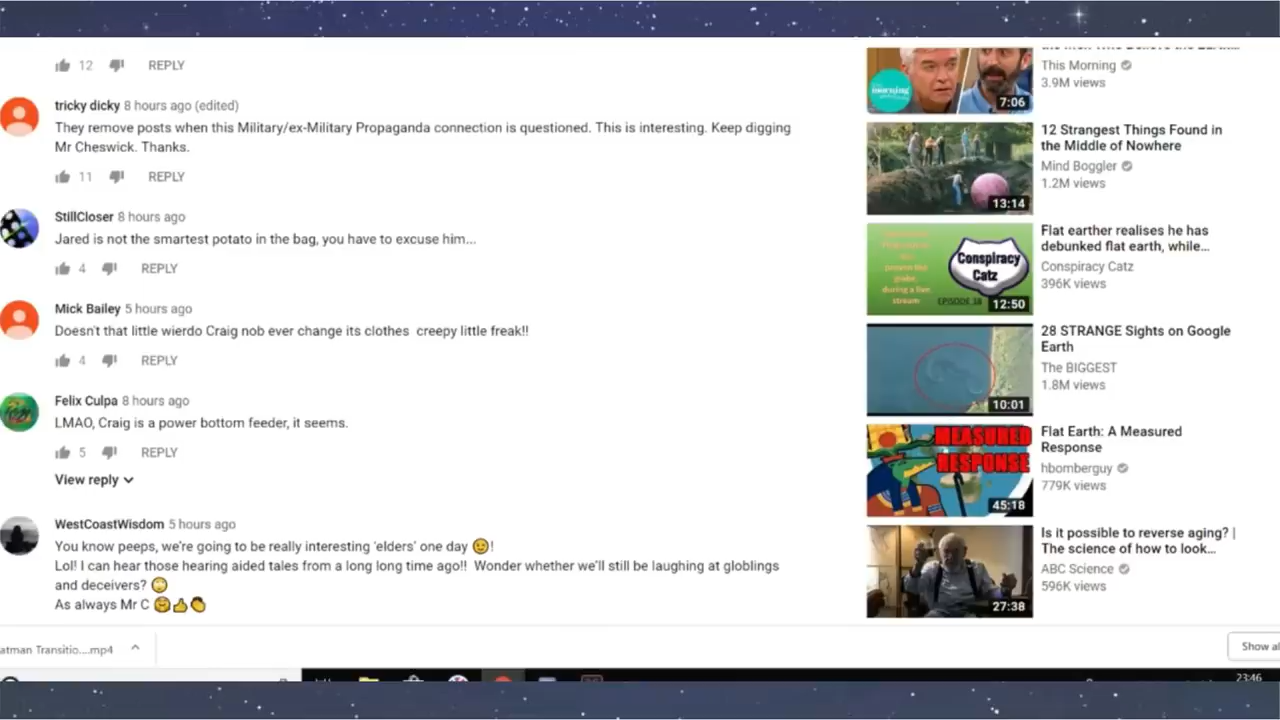 12 REPLY
tricky dicky 8 hours ago (edited)
They remove posts when this Military/ex-Military Propaganda connection is questioned. This is interesting. Keep digging
Mr Cheswick. Thanks.
11 REPLY
StillCloser 8 hours ago
Jared is not the smartest potato in the bag, you have to excuse him...
4 REPLY
Mick Bailey 5 hours ago
Doesn't that little wierdo Craig nob ever change its clothes creepy little freak!!
4 REPLY
Felix Culpa 8 hours ago
LMAO, Craig is a power bottom feeder, it seems.
5 REPLY
View reply
WestCoastWisdom 5 hours ago
You know peeps, we're going to be really interesting 'elders' one day 😉!
Lol! I can hear those hearing aided tales from a long long time ago!! Wonder whether we'll still be laughing at globlings
and deceivers? 🙄
As always Mr C 🤗👍👏
morning
7:06
This Morning
3.9M views
13:14
12 Strangest Things Found in
the Middle of Nowhere
Mind Boggler
1.2M views
Conspiracy
Catz
during a live
stream
EPISODE 18
12:50
Flat earther realises he has
debunked flat earth, while...
Conspiracy Catz
396K views
10:01
28 STRANGE Sights on Google
Earth
The BIGGEST
1.8M views
MEASURED
RESPONSE
45:18
Flat Earth: A Measured
Response
hbomberguy
779K views
27:38
Is it possible to reverse aging? |
The science of how to look...
ABC Science
596K views
atman Transitio....mp4
Show al
23:46